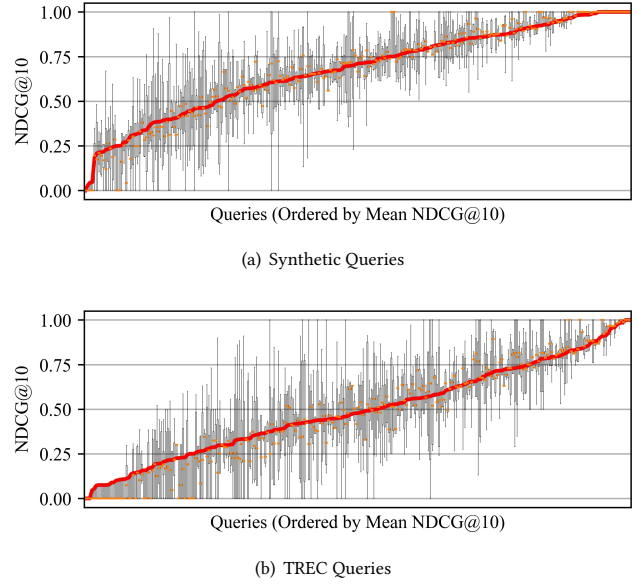 1.00
0.75
0.50
0.25
0.00
NDCG@10
Queries (Ordered by Mean NDCG@10)
(a) Synthetic Queries
1.00
0.75
0.50
0.25
0.00
NDCG@10
Queries (Ordered by Mean NDCG@10)
(b) TREC Queries